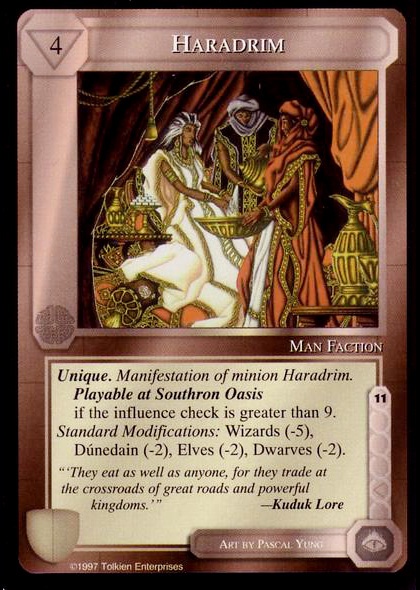 4
HARADRIM
MAN FACTION
Unique. Manifestation of minion Haradrim.
Playable at Southron Oasis
if the influence check is greater than 9.
Standard Modifications: Wizards (-5),
Dúnedain (-2), Elves (-2), Dwarves (-2).
“‘They eat as well as anyone, for they trade at
the crossroads of great roads and powerful
kingdoms.’” —Kuduk Lore
11
ART BY PASCAL YUNG
©1997 Tolkien Enterprises